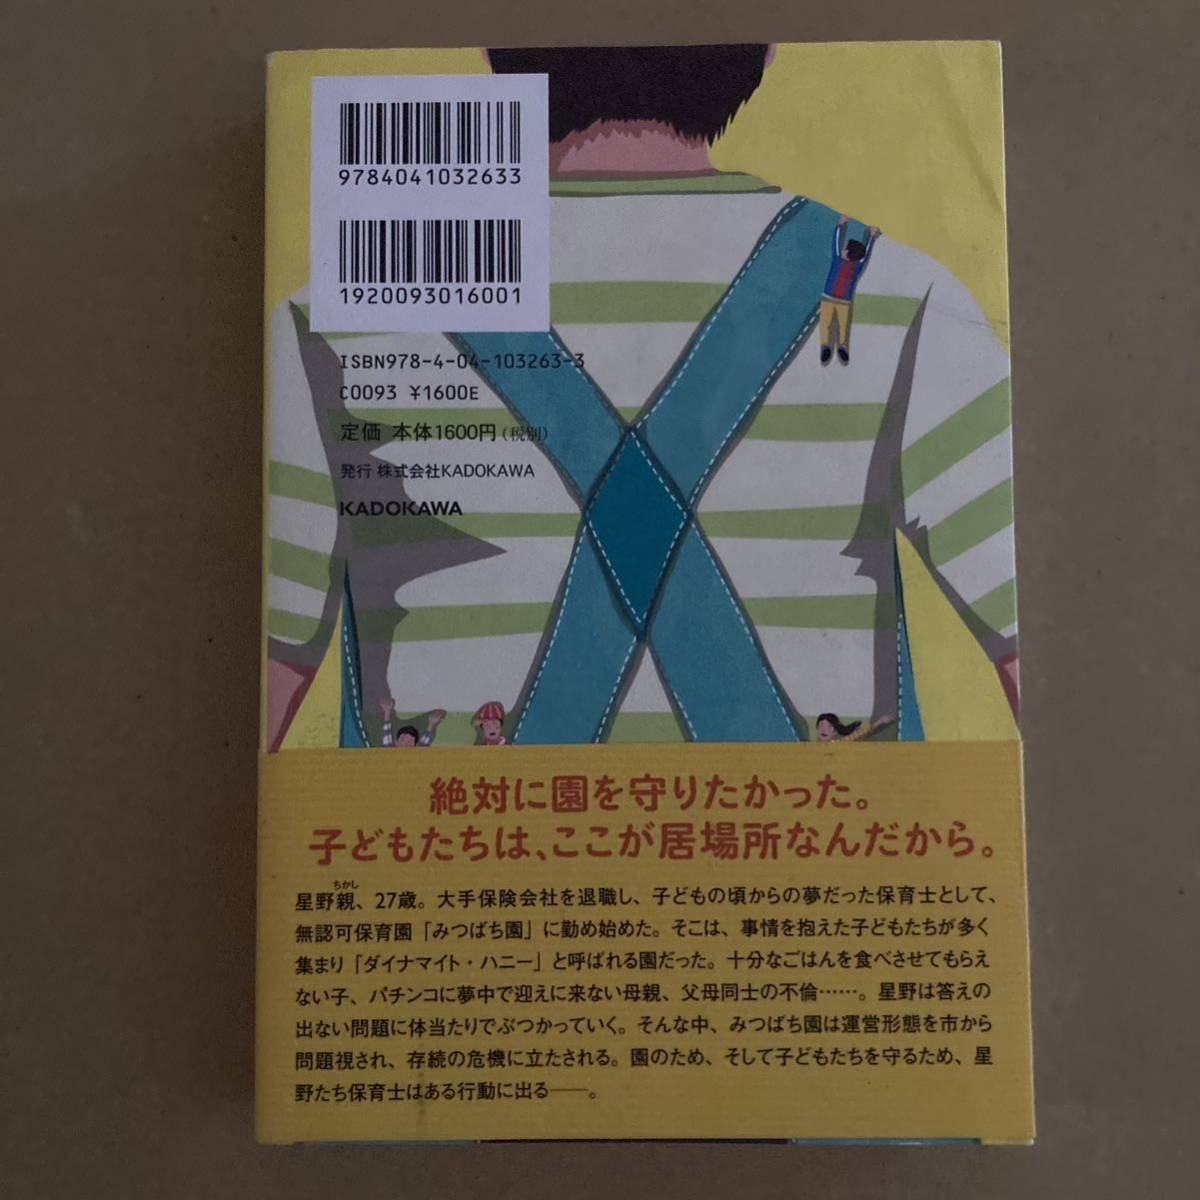 9784041032633
1920093016001
ISBN978-4-04-103263-3
C0093 ¥1600E
定価 本体1600円(税別)
発行 株式会社KADOKAWA
KADOKAWA
絶対に園を守りたかった。
子どもたちは、ここが居場所なんだから。
ちかし
星野親、27歳。大手保険会社を退職し、子どもの頃からの夢だった保育士として、
無認可保育園「みつばち園」に勤め始めた。そこは、事情を抱えた子どもたちが多く
集まり「ダイナマイト・ハニー」と呼ばれる園だった。十分なごはんを食べさせてもらえ
ない子、パチンコに夢中で迎えに来ない母親、父母同士の不倫……。星野は答えの
出ない問題に体当たりでぶつかっていく。そんな中、みつばち園は運営形態を市から
問題視され、存続の危機に立たされる。園のため、そして子どもたちを守るため、星
野たち保育士はある行動に出る――。